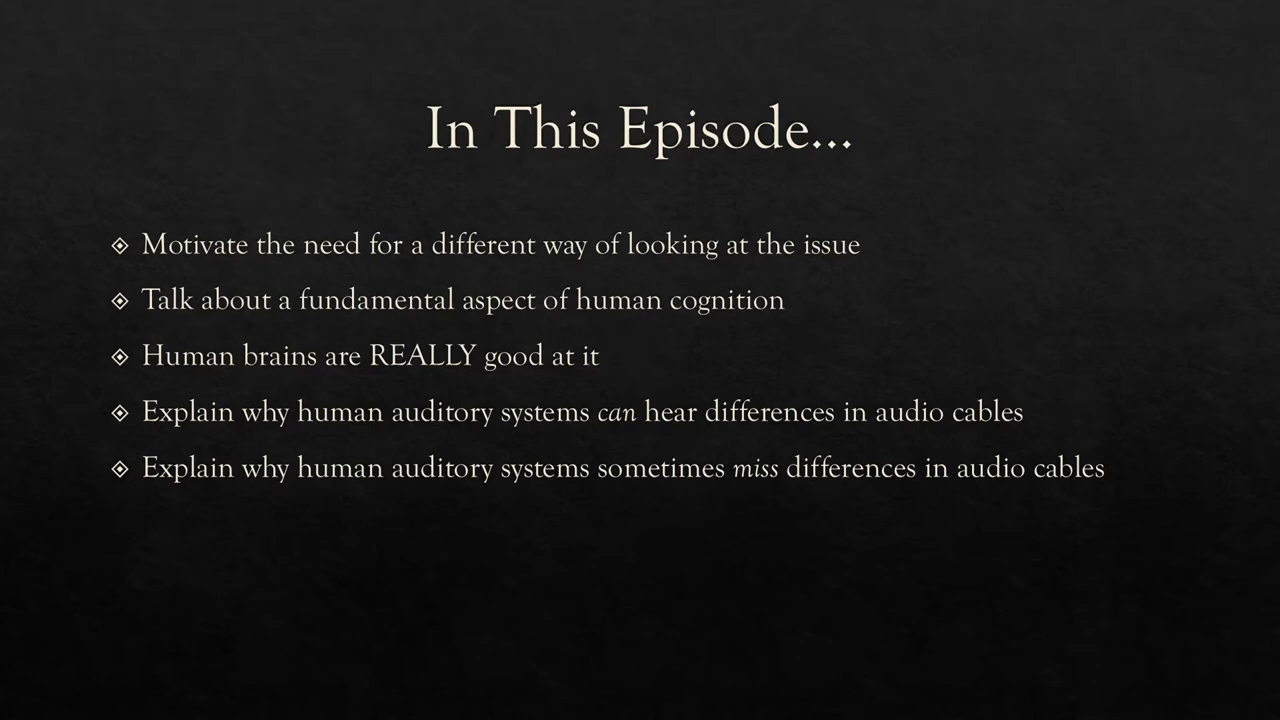 In This Episode...
Motivate the need for a different way of looking at the issue
Talk about a fundamental aspect of human cognition
Human brains are REALLY good at it
Explain why human auditory systems can hear differences in audio cables
Explain why human auditory systems sometimes miss differences in audio cables